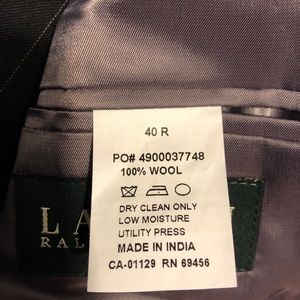 40 R
PO# 4900037748
100% WOOL
DRY CLEAN ONLY
LOW MOISTURE
UTILITY PRESS
MADE IN INDIA
CA-01129 RN 69456